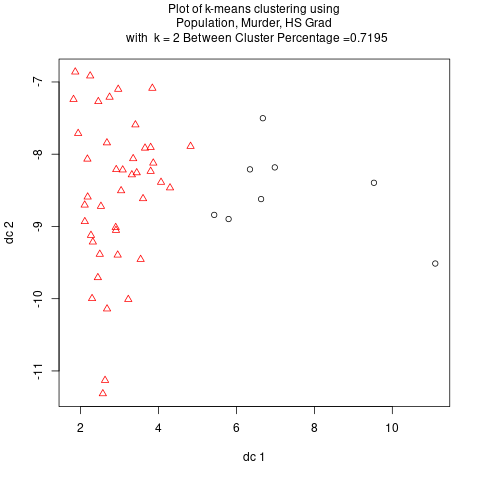 Plot of k-means clustering using
Population, Murder, HS Grad
with k = 2 Between Cluster Percentage =0.7195
-7
-8
-9
-10
-11
dc 2
2 4 6 8 10
dc 1